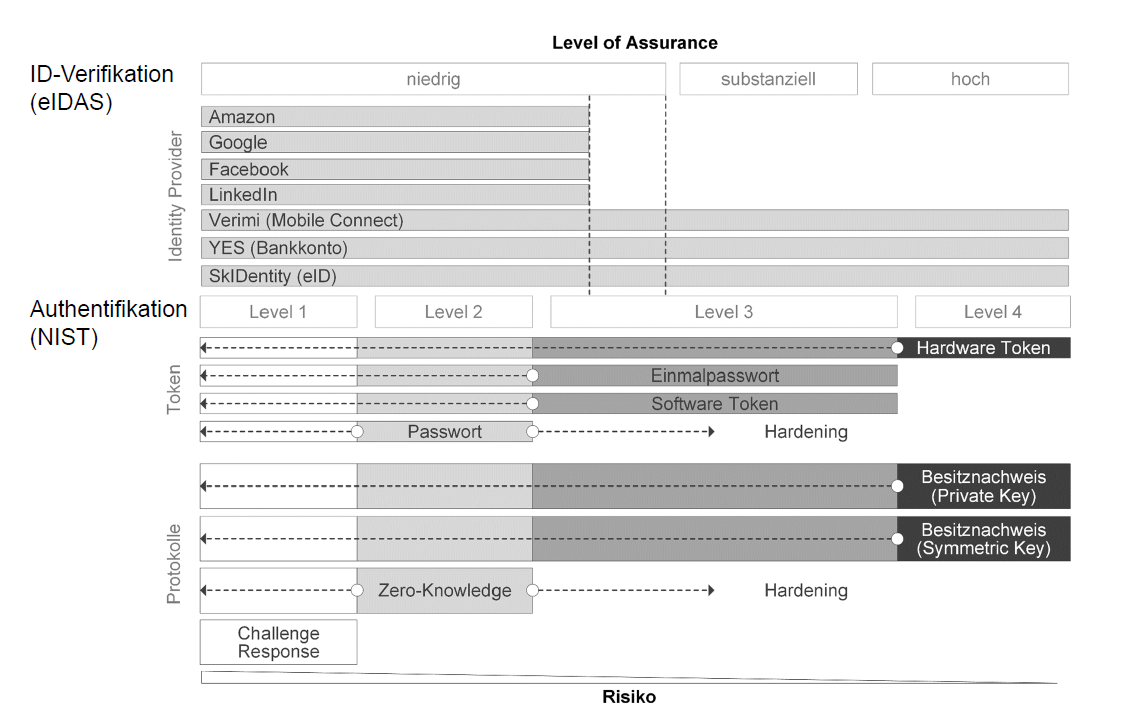 Level of Assurance
ID-Verifikation
(eIDAS)
niedrig
substanziell
hoch
Identity Provider
Amazon
Google
Facebook
LinkedIn
Verimi (Mobile Connect)
YES (Bankkonto)
SkIDentity (eID)
Authentifikation
(NIST)
Level 1
Level 2
Level 3
Level 4
Token
Hardware Token
Einmalpasswort
Software Token
Passwort
Hardening
Protokolle
Besitznachweis
(Private Key)
Besitznachweis
(Symmetric Key)
Zero-Knowledge
Hardening
Challenge
Response
Risiko